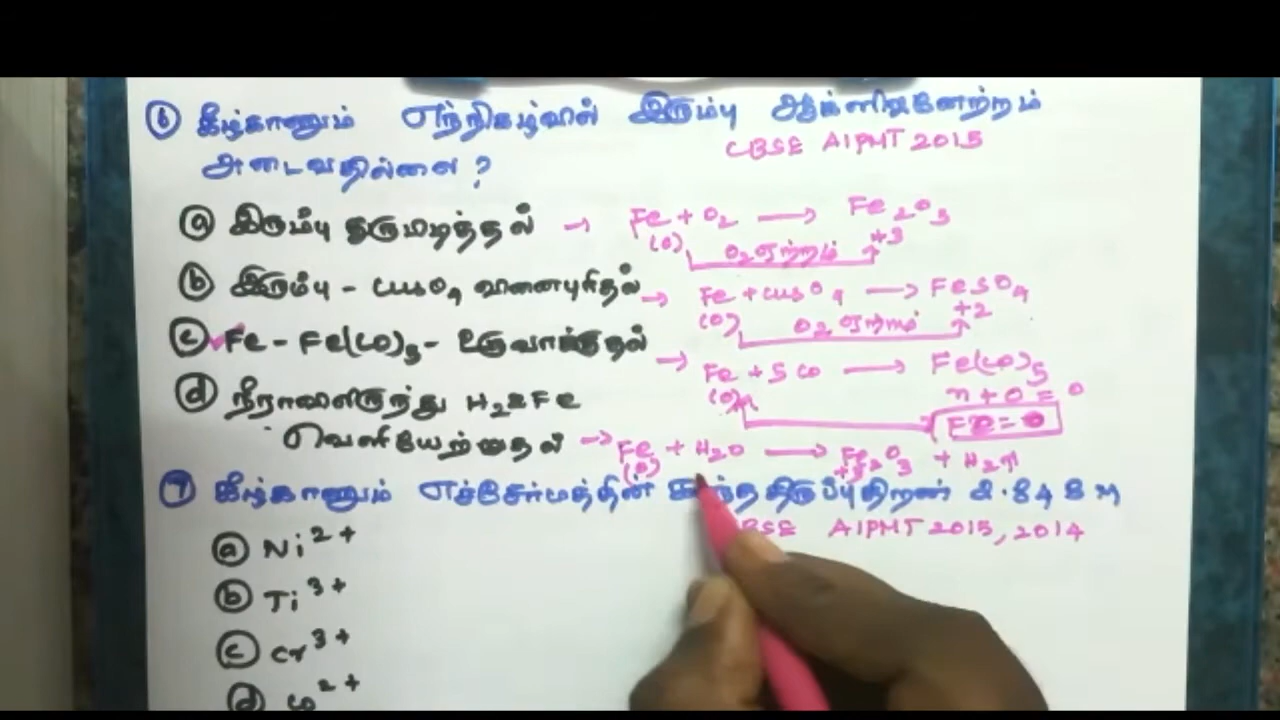 ⑥ கீழ்காணும் எந்நிகழ்வில் இரும்பு ஆக்ஸிஜனேற்றம்
அடைவதில்லை?
CBSE AIPMT 2015
ⓐ இரும்பு துருபிடித்தல் → Fe + O₂ → Fe₂O₃
(0) O₂ ஏற்றம் +3
ⓑ இரும்பு - CuSO₄ வினைபுரிதல் → Fe + CuSO₄ → FeSO₄
(0) O₂ ஏற்றம் +2
ⓒ Fe - Fe(CO)₅ - உருவாக்குதல் → Fe + 5CO → Fe(CO)₅
(0) n + 0 = 0
Fe = 0
ⓓ நீராவிலிருந்து H₂ஐ Fe
வெளியேற்றுதல் → Fe + H₂O → Fe₂O₃ + H₂↑
(0) +3
⑦ கீழ்காணும் எச்சேர்மத்தின் காந்ததிருப்புதிறன் 2.84 BM
CBSE AIPMT 2015, 2014
ⓐ Ni²⁺
ⓑ Ti³⁺
ⓒ Cr³⁺
ⓓ Co²⁺